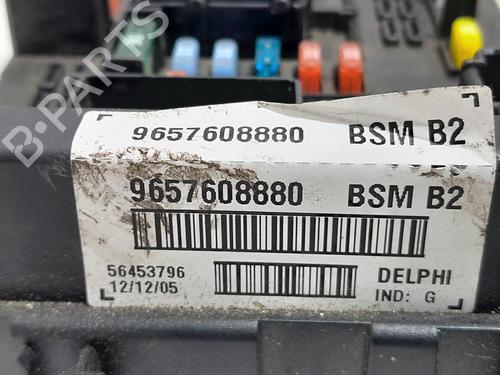 9657608880 BSM B2
9657608880 BSM B2
56453796 DELPHI
12/12/05 IND: G
B-PARTS